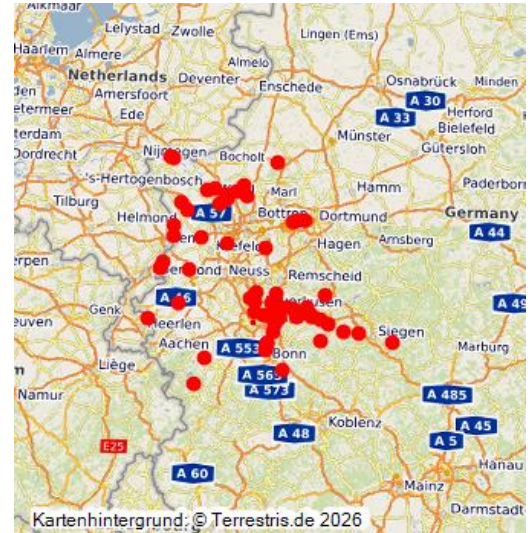 Alkmaar
Lelystad Zwolle
Lingen (Ems)
Haarlem Almere
Almelo
Netherlands
Deventer
Osnabrück Minden
Amersfoort
Enschede
A 30
Ede
A 33
Herford
Bielefeld
Dordrecht
Bocholt
Münster
Gütersloh
's-Hertogenbosch
Marl
Hamm
Paderborn
Tilburg
Helmond
A 57
Dortmund
Germany
Hagen
Arnsberg
A 44
Neuss
Remscheid
Genk
A 46
Heerlen
Siegen
Aachen
A 553
Bonn
Marburg
Liège
A 565
A 573
A 485
Namur
Koblenz
A 48
A 45
E25
A 5
Hanau
A 60
Mainz
Darmstad
Kartenhintergrund: © Terrestris.de 2026